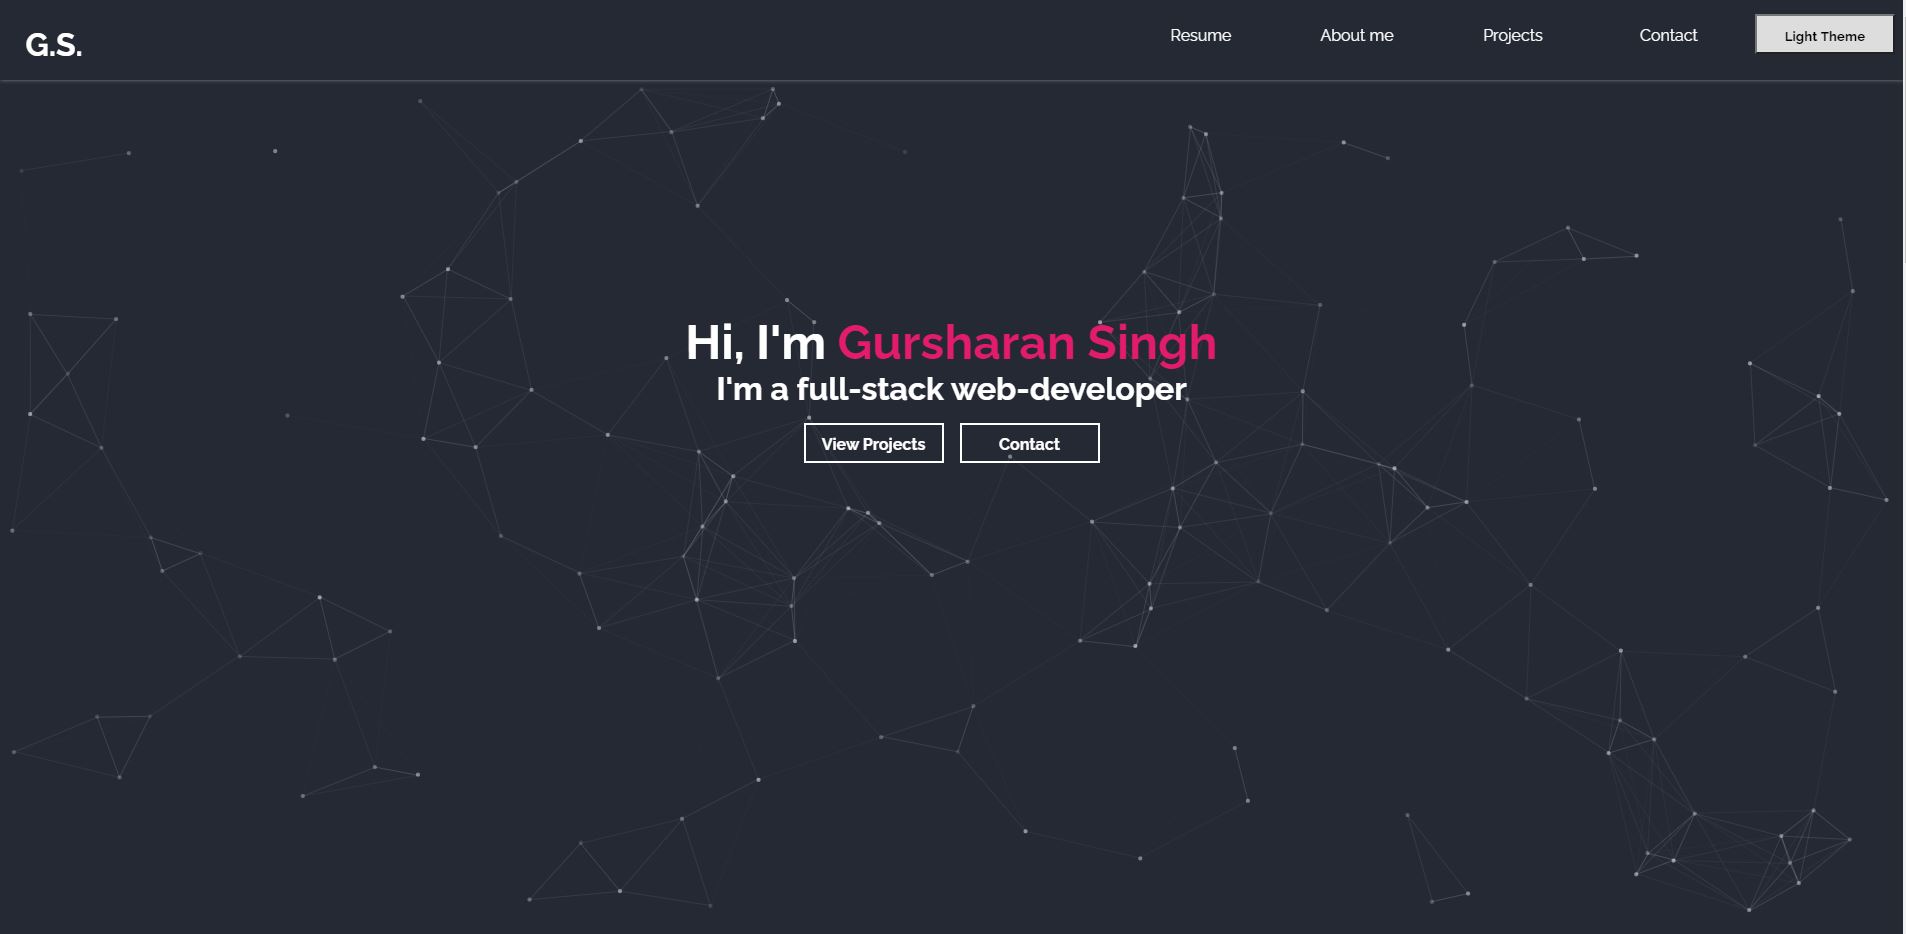 G.S.
Resume About me Projects Contact Light Theme
Hi, I'm Gursharan Singh
I'm a full-stack web-developer
View Projects Contact